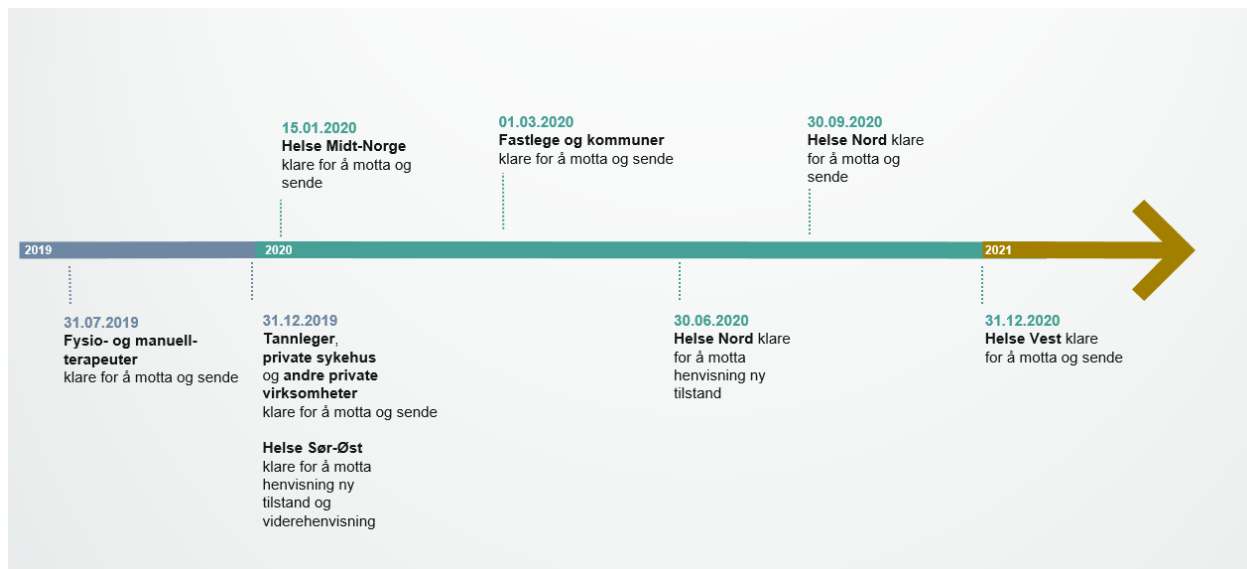 15.01.2020
Helse Midt-Norge
klare for å motta og
sende
01.03.2020
Fastlege og kommuner
klare for å motta og sende
30.09.2020
Helse Nord klare
for å motta og
sende
2019
2020
2021
31.07.2019
Fysio- og manuell-
terapeuter
klare for å motta og sende
31.12.2019
Tannleger,
private sykehus
og andre private
virksomheter
klare for å motta og sende
Helse Sør-Øst
klare for å motta
henvisning ny
tilstand og
viderehenvisning
30.06.2020
Helse Nord klare
for å motta
henvisning ny
tilstand
31.12.2020
Helse Vest klare
for å motta og sende